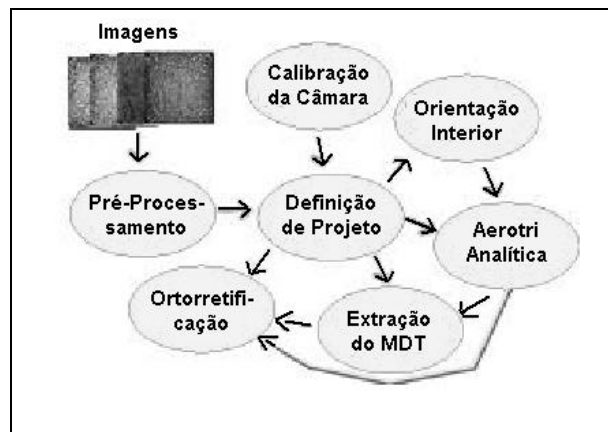 Imagens
Calibração
da Câmara
Orientação
Interior
Pré-Proces-
samento
Definição
de Projeto
Aerotri
Analítica
Ortorretifi-
cação
Extração
do MDT